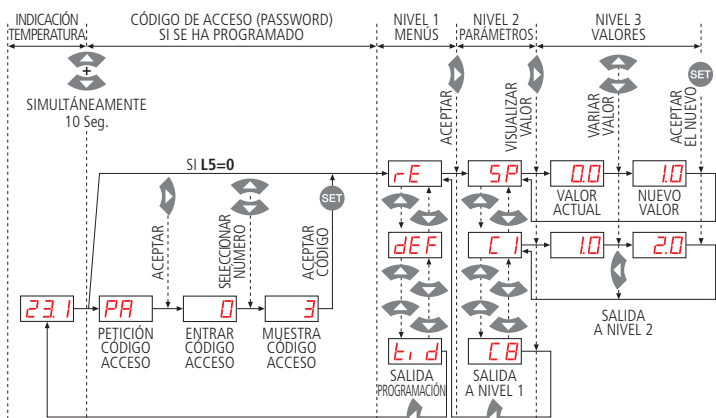 INDICACIÓN
TEMPERATURA
CÓDIGO DE ACCESO (PASSWORD)
SI SE HA PROGRAMADO
NIVEL 1
MENÚS
NIVEL 2
PARÁMETROS
NIVEL 3
VALORES
+
SIMULTÁNEAMENTE
10 Seg.
ACEPTAR
VISUALIZAR
VALOR
VARIAR
VALOR
SET
ACEPTAR
EL NUEVO
SI L5=0
ACEPTAR
SELECCIONAR
NÚMERO
SET
ACEPTAR
CÓDIGO
rE
SP
0.0
1.0
VALOR
ACTUAL
NUEVO
VALOR
dEF
C1
1.0
2.0
SALIDA
A NIVEL 2
23.1
PA
0
3
PETICIÓN
CÓDIGO
ACCESO
ENTRAR
CÓDIGO
ACCESO
MUESTRA
CÓDIGO
ACCESO
tid
C8
SALIDA
PROGRAMACIÓN
SALIDA
A NIVEL 1